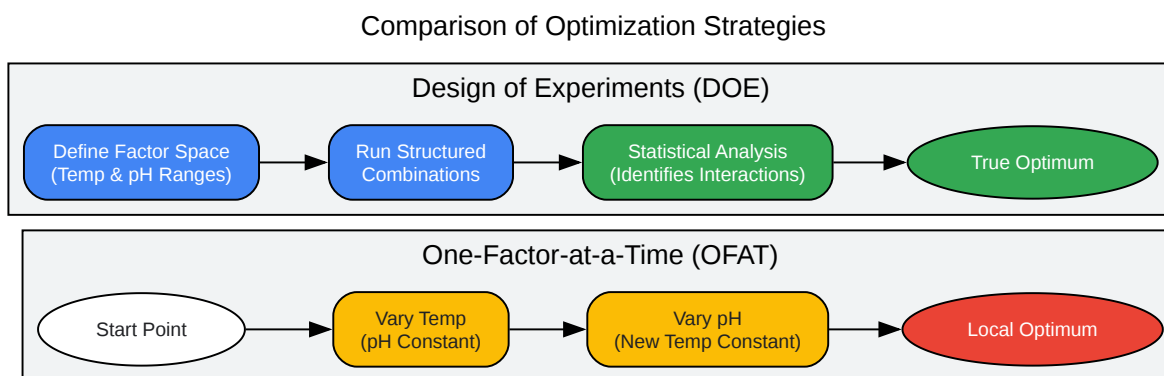 Comparison of Optimization Strategies
Design of Experiments (DOE)
Define Factor Space
(Temp & pH Ranges)
Run Structured
Combinations
Statistical Analysis
(Identifies Interactions)
True Optimum
One-Factor-at-a-Time (OFAT)
Start Point
Vary Temp
(pH Constant)
Vary pH
(New Temp Constant)
Local Optimum